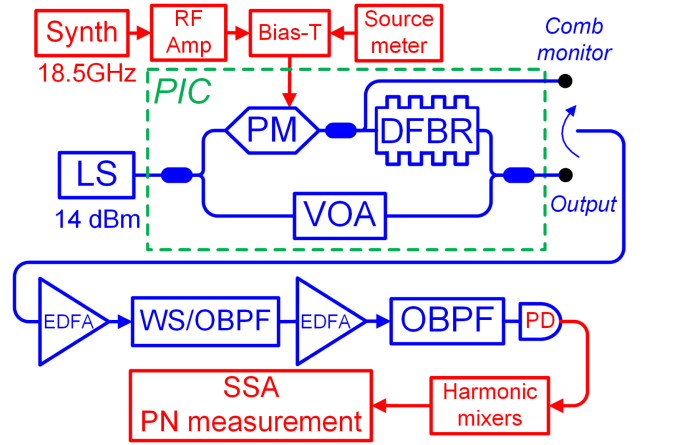 Synth
RF
Amp
Bias-T
Source
meter
Comb
monitor
18.5GHz
PIC
PM
DFBR
LS
14 dBm
VOA
Output
EDFA
WS/OBPF
EDFA
OBPF
PD
SSA
PN measurement
Harmonic
mixers